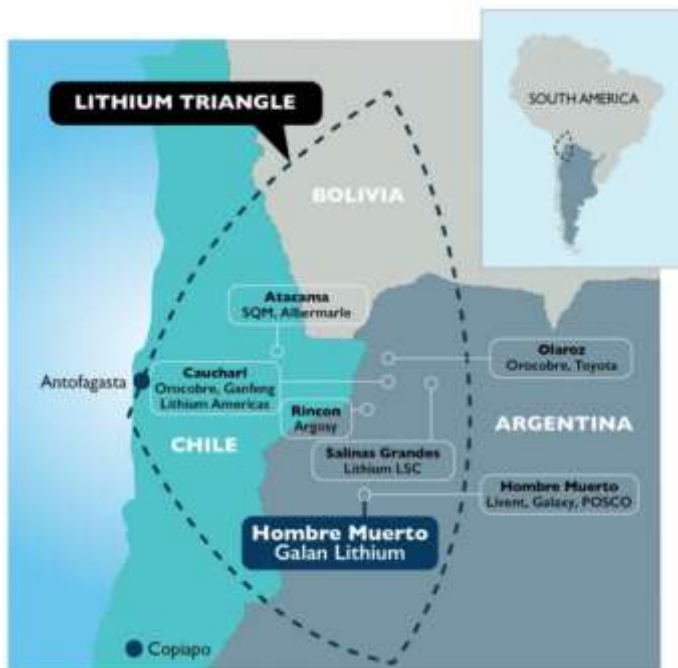 LITHIUM TRIANGLE
SOUTH AMERICA
BOLIVIA
Atacama
SQM, Albermarle
Olaroz
Orocobre, Toyota
Antofagasta
Cauchari
Orocobre, Ganfeng
Lithium Americas
Rincon
Argosy
ARGENTINA
CHILE
Salinas Grandes
Lithium LSC
Hombre Muerto
Livent, Galaxy, POSCO
Hombre Muerto
Galan Lithium
Copiapo